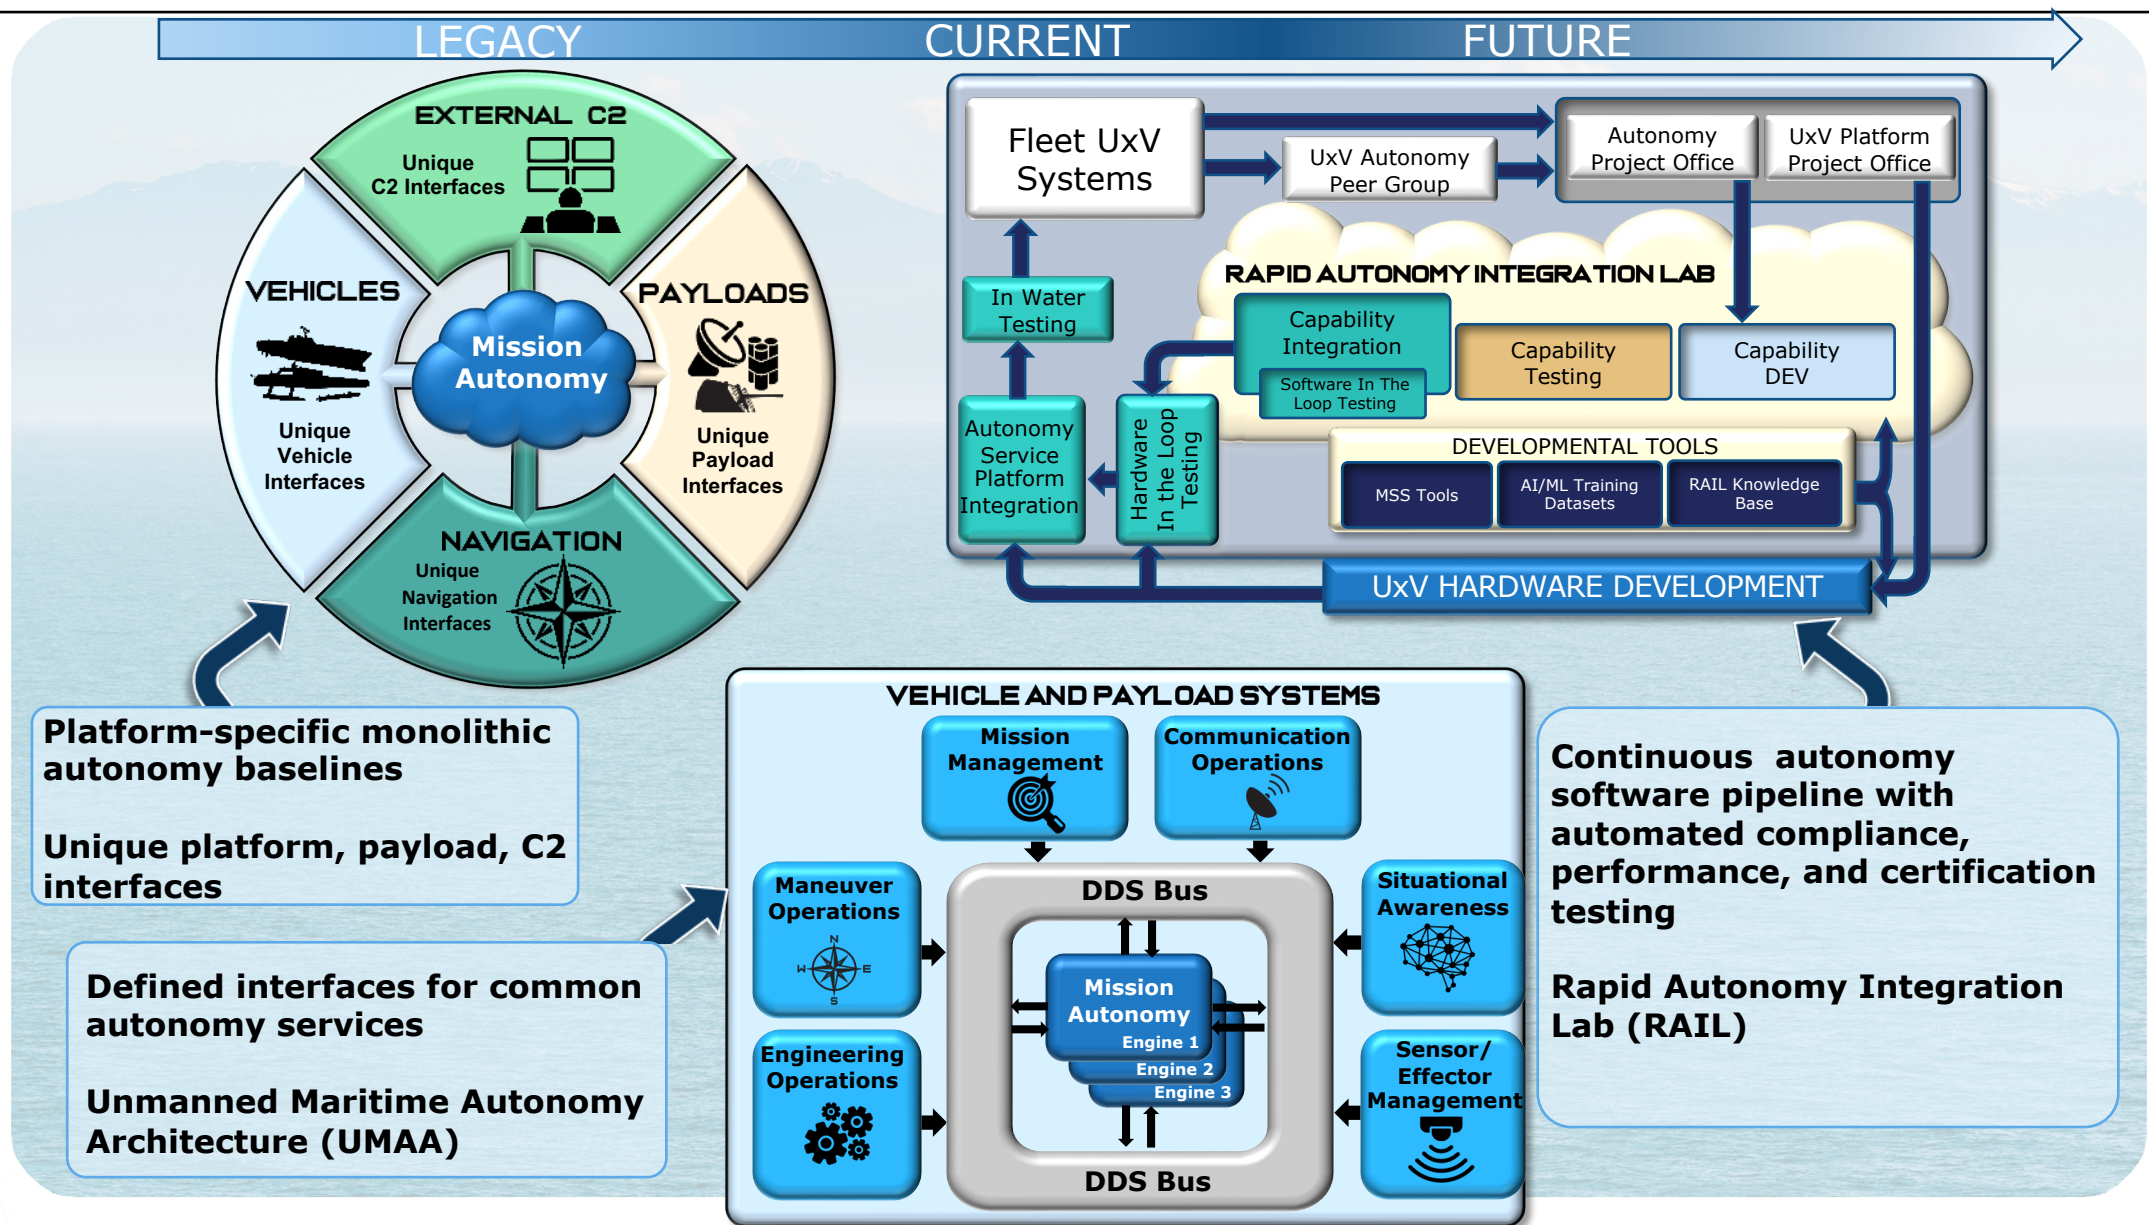 LEGACY
CURRENT
FUTURE
EXTERNAL C2
Unique
C2 Interfaces
VEHICLES
Unique
Vehicle
Interfaces
PAYLOADS
Unique
Payload
Interfaces
Mission
Autonomy
NAVIGATION
Unique
Navigation
Interfaces
Fleet UxV
Systems
UxV Autonomy
Peer Group
Autonomy
Project Office
UxV Platform
Project Office
RAPID AUTONOMY INTEGRATION LAB
In Water
Testing
Capability
Integration
Software In The
Loop Testing
Capability
Testing
Capability
DEV
Autonomy
Service
Platform
Integration
Hardware
In the Loop
Testing
DEVELOPMENTAL TOOLS
MSS Tools
AI/ML Training
Datasets
RAIL Knowledge
Base
UxV HARDWARE DEVELOPMENT
Platform-specific monolithic
autonomy baselines
Unique platform, payload, C2
interfaces
Defined interfaces for common
autonomy services
Unmanned Maritime Autonomy
Architecture (UMAA)
VEHICLE AND PAYLOAD SYSTEMS
Mission
Management
Communication
Operations
Maneuver
Operations
N
W
E
S
Engineering
Operations
DDS Bus
Mission
Autonomy
Engine 1
Engine 2
Engine 3
DDS Bus
Situational
Awareness
Sensor/
Effector
Management
Continuous autonomy
software pipeline with
automated compliance,
performance, and certification
testing
Rapid Autonomy Integration
Lab (RAIL)